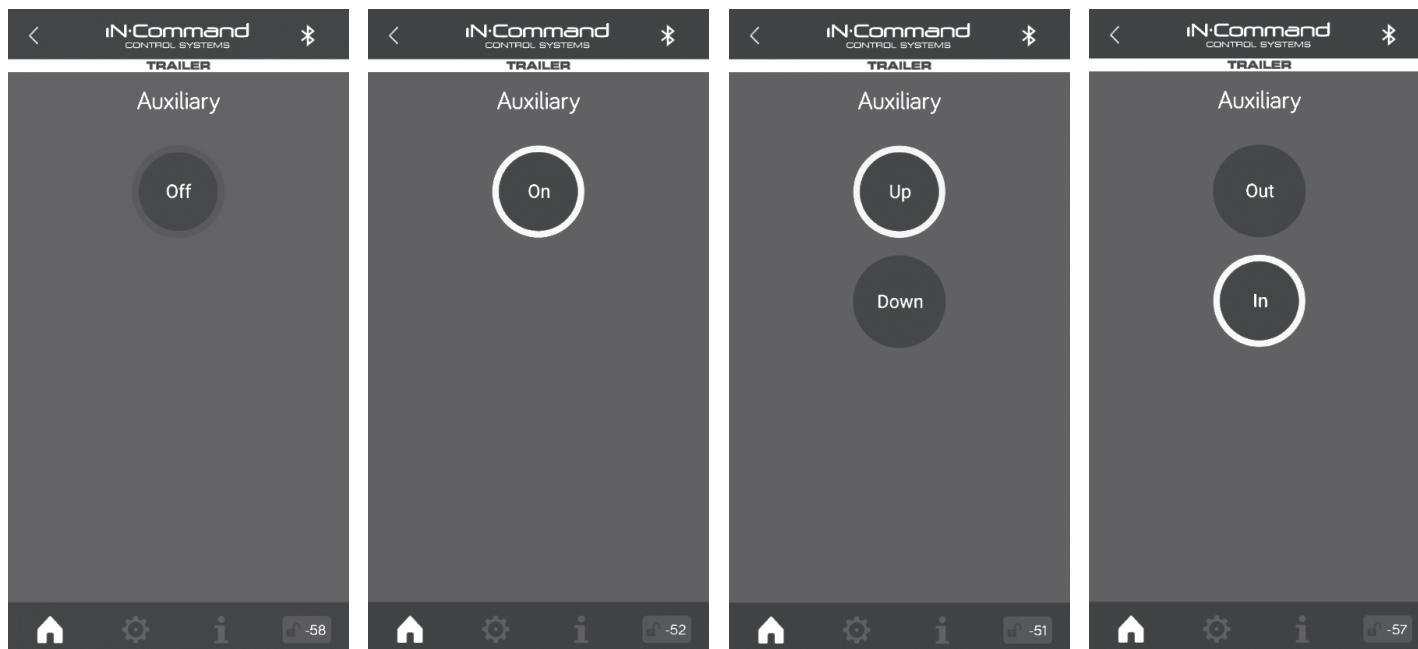 iN·Command
CONTROL SYSTEMS
TRAILER
Auxiliary
Off
-58
iN·Command
CONTROL SYSTEMS
TRAILER
Auxiliary
On
-52
iN·Command
CONTROL SYSTEMS
TRAILER
Auxiliary
Up
Down
-51
iN·Command
CONTROL SYSTEMS
TRAILER
Auxiliary
Out
In
-57